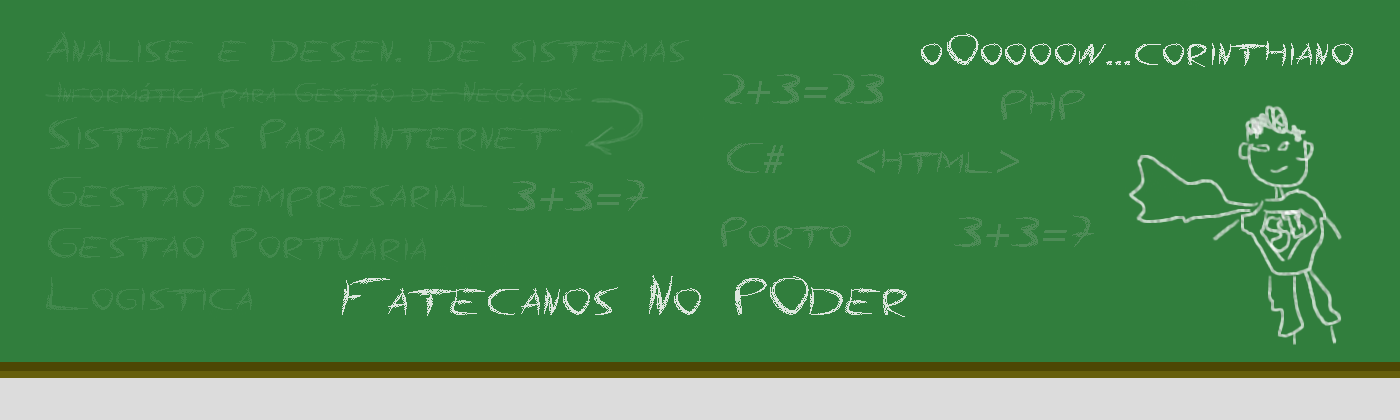 Analise e desen. de sistemas
oOooooow...corinthiano
Informática para Gestão de Negócios
2+3=23
PHP
Sistemas Para Internet
C#
<html>
Gestao empresarial
3+3=7
Gestao Portuaria
Porto
3+3=7
Logistica
Fatecanos No POder